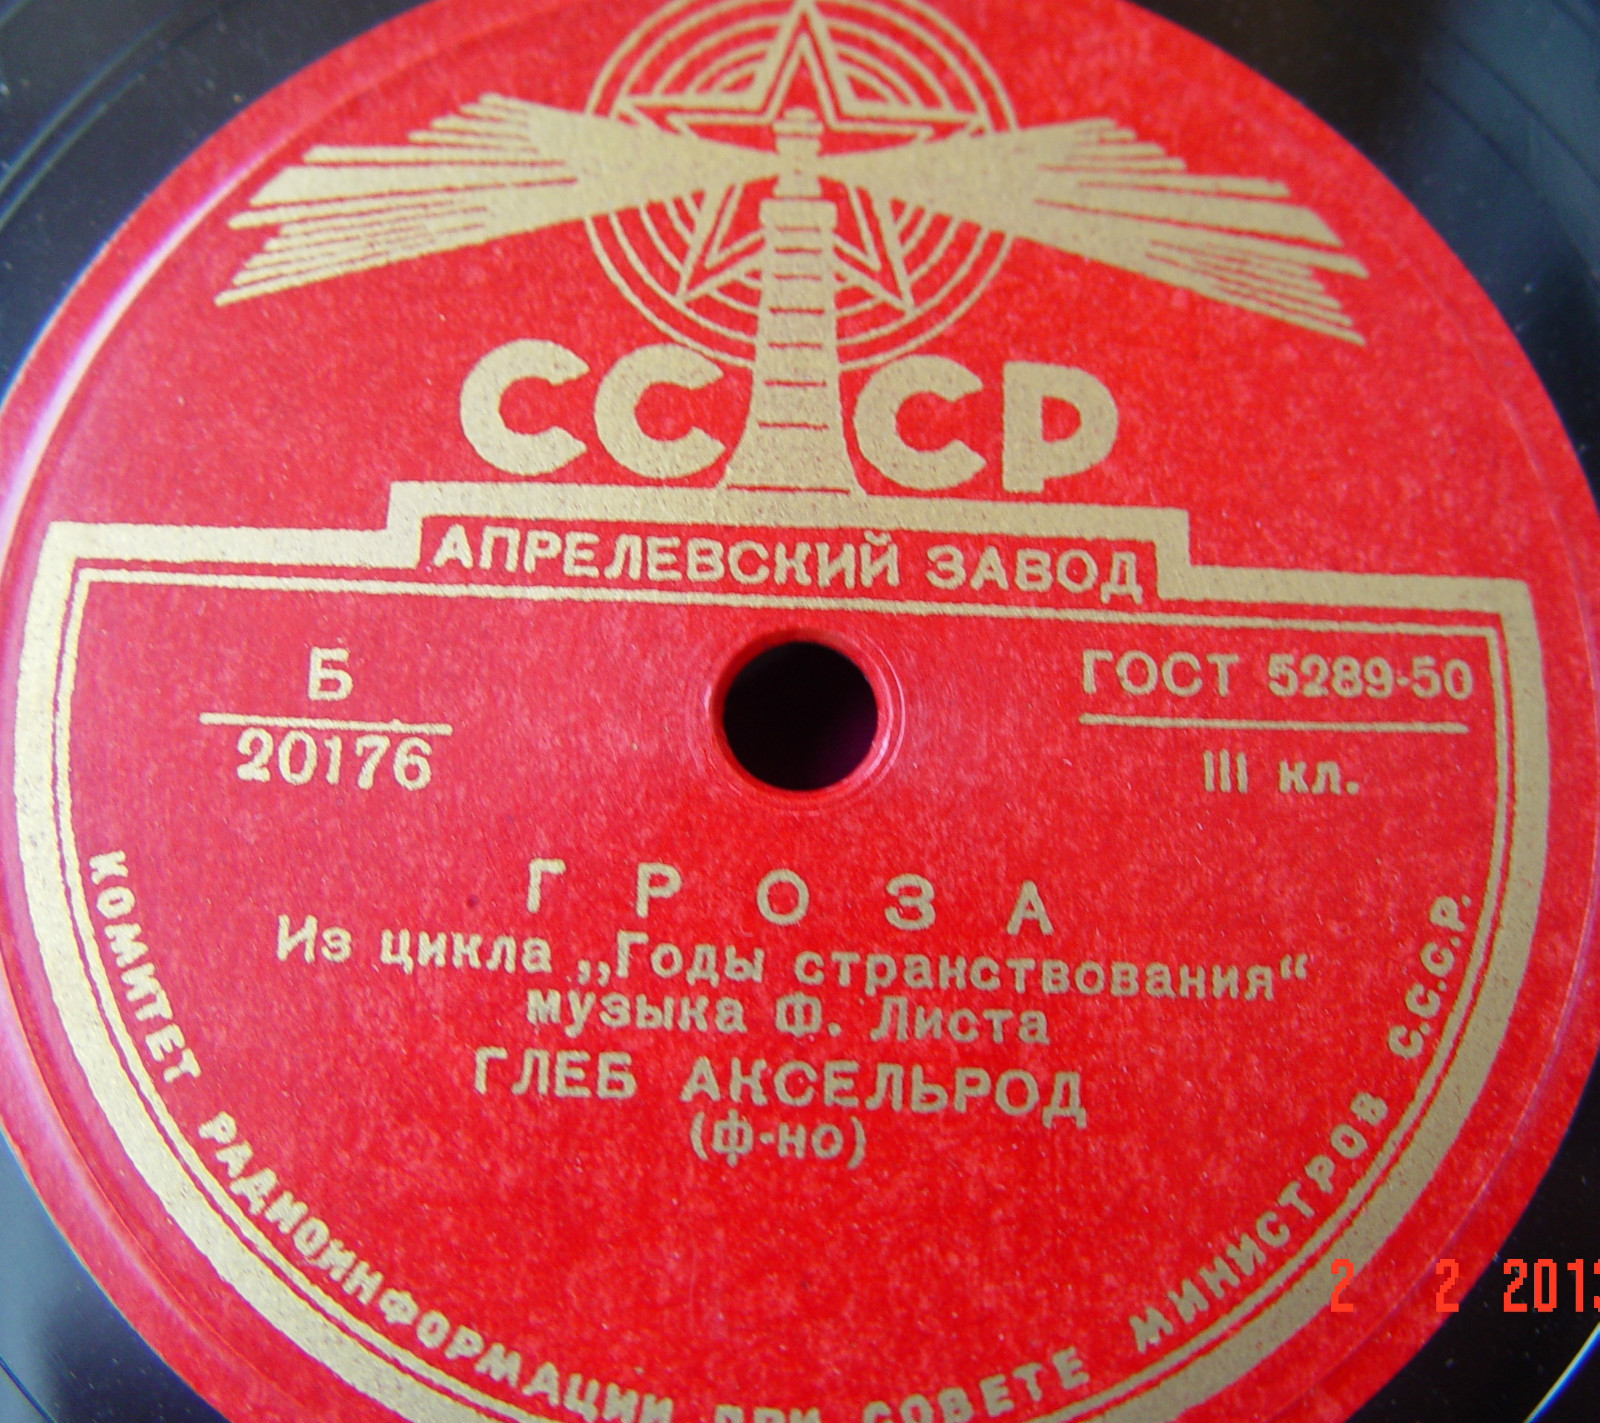 СССР
АПРЕЛЕВСКИЙ ЗАВОД
Б
20176
ГОСТ 5289-50
III кл.
ГРОЗА
Из цикла „Годы странствования“
музыка Ф. Листа
ГЛЕБ АКСЕЛЬРОД
(ф-но)
КОМИТЕТ РАДИОИНФОРМАЦИИ ПРИ СОВЕТЕ МИНИСТРОВ С.С.С.Р.
2 2 2013